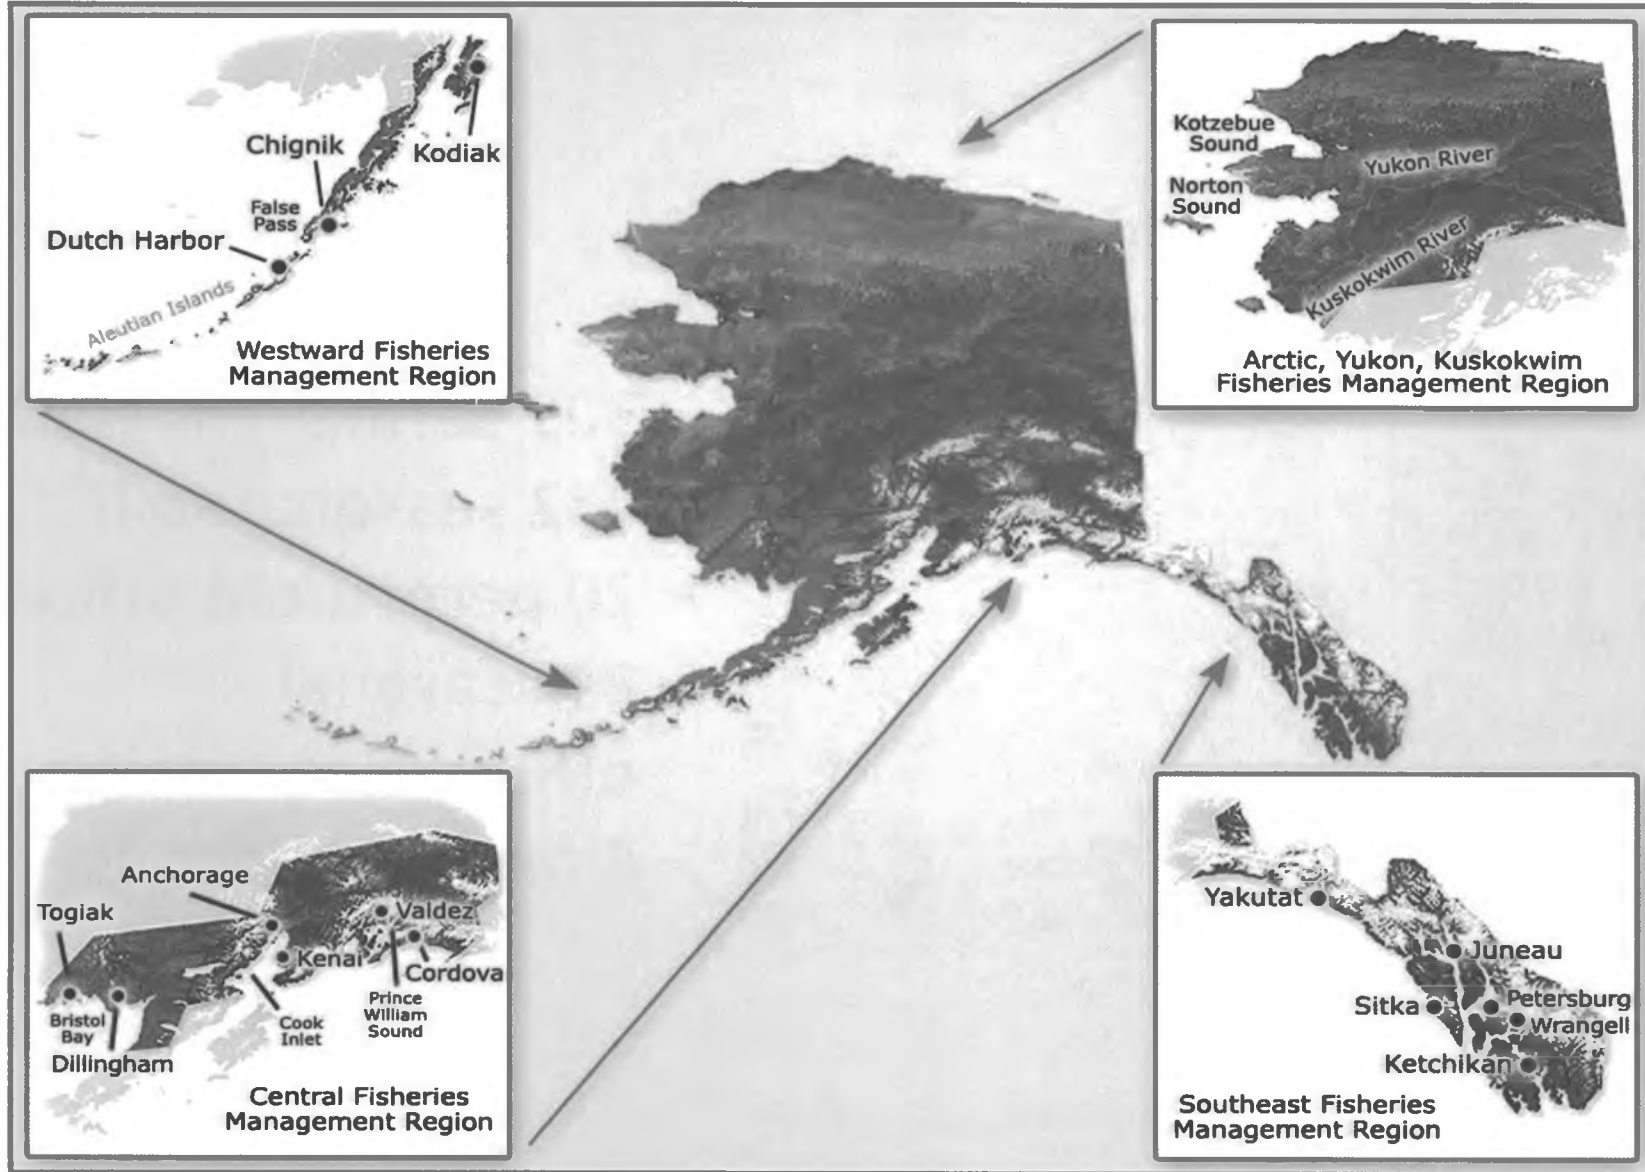 Chignik
Kodiak
False
Pass
Dutch Harbor
Aleutian Islands
Westward Fisheries
Management Region
Kotzebue
Sound
Yukon River
Norton
Sound
Kuskokwim River
Arctic, Yukon, Kuskokwim
Fisheries Management Region
Anchorage
Togiak
Valdez
Kenai
Cordova
Prince
William
Sound
Bristol
Bay
Cook
Inlet
Dillingham
Central Fisheries
Management Region
Yakutat
Juneau
Sitka
Petersburg
Wrangell
Ketchikan
Southeast Fisheries
Management Region